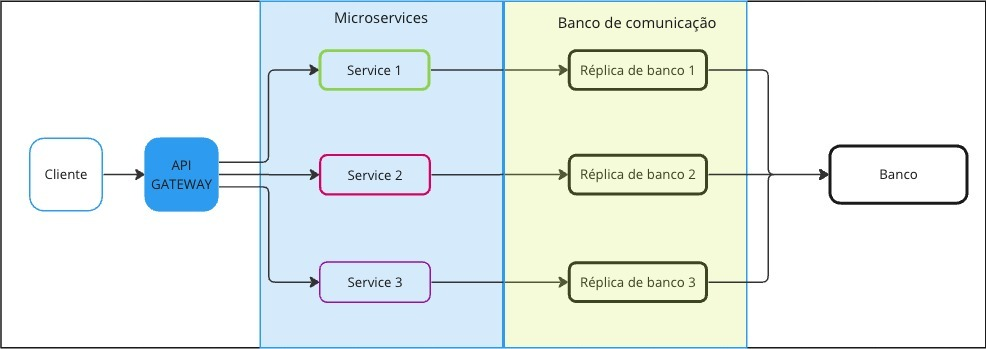 Microservices
Banco de comunicação
Service 1
Réplica de banco 1
Cliente
API
GATEWAY
Service 2
Réplica de banco 2
Banco
Service 3
Réplica de banco 3